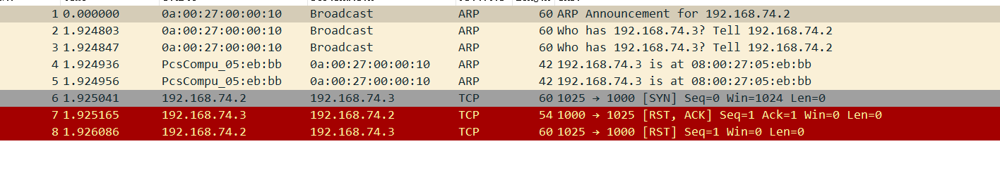 1 0.000000 0a:00:27:00:00:10 Broadcast ARP 60 ARP Announcement for 192.168.74.2
2 1.924803 0a:00:27:00:00:10 Broadcast ARP 60 Who has 192.168.74.3? Tell 192.168.74.2
3 1.924847 0a:00:27:00:00:10 Broadcast ARP 60 Who has 192.168.74.3? Tell 192.168.74.2
4 1.924936 PcsCompu_05:eb:bb 0a:00:27:00:00:10 ARP 42 192.168.74.3 is at 08:00:27:05:eb:bb
5 1.924956 PcsCompu_05:eb:bb 0a:00:27:00:00:10 ARP 42 192.168.74.3 is at 08:00:27:05:eb:bb
6 1.925041 192.168.74.2 192.168.74.3 TCP 60 1025 → 1000 [SYN] Seq=0 Win=1024 Len=0
7 1.925165 192.168.74.3 192.168.74.2 TCP 54 1000 → 1025 [RST, ACK] Seq=1 Ack=1 Win=0 Len=0
8 1.926086 192.168.74.2 192.168.74.3 TCP 60 1025 → 1000 [RST] Seq=1 Win=0 Len=0